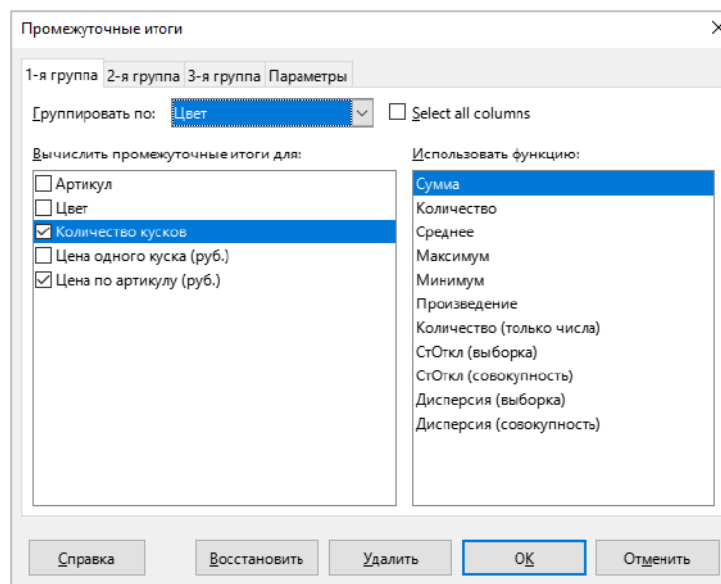 Промежуточные итоги
1-я группа 2-я группа 3-я группа Параметры
Группировать по: Цвет Select all columns
Вычислить промежуточные итоги для:
Артикул
Цвет
Количество кусков
Цена одного куска (руб.)
Цена по артикулу (руб.)
Использовать функцию:
Сумма
Количество
Среднее
Максимум
Минимум
Произведение
Количество (только числа)
СтОткл (выборка)
СтОткл (совокупность)
Дисперсия (выборка)
Дисперсия (совокупность)
Справка Восстановить Удалить OK Отменить